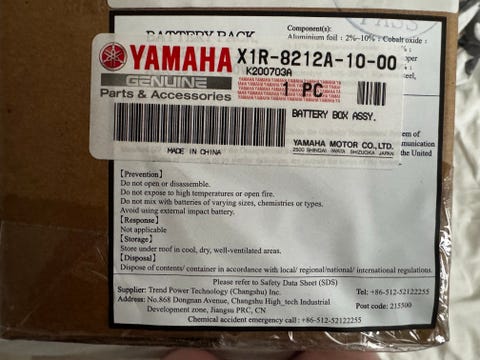 BATTERY PACK
Component(s):
Aluminium foil : 2%-10%﹔Cobalt oxide :
PASS
YAMAHA
X1R-8212A-10-00
K200703A
GENUINE
Parts & Accessories
1 PC
BATTERY BOX ASSY.
MADE IN CHINA
YAMAHA MOTOR CO., LTD.
2500 SHINGAI IWATA SHIZUOKA JAPAN
the United
[Prevention]
Do not open or disassemble.
Do not expose to high temperatures or open fire.
Do not mix with batteries of varying sizes, chemistries or types.
Avoid using external impact battery.
[Response]
Not applicable
[Storage]
Store under roof in cool, dry, well-ventilated areas.
[Disposal]
Dispose of contents/ container in accordance with local/ regional/national/ international regulations.
Please refer to Safety Data Sheet (SDS)
Supplier: Trend Power Technology (Changshu) Inc.
Tel: +86-512-52122255
Address: No.868 Dongnan Avenue, Changshu High_tech Industrial
Development zone, Jiangsu PRC, CN
Post code: 215500
Chemical accident emergency call : +86-512-52122255